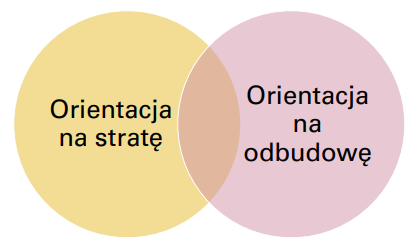 Orientacja
na stratę
Orientacja
na
odbudowę